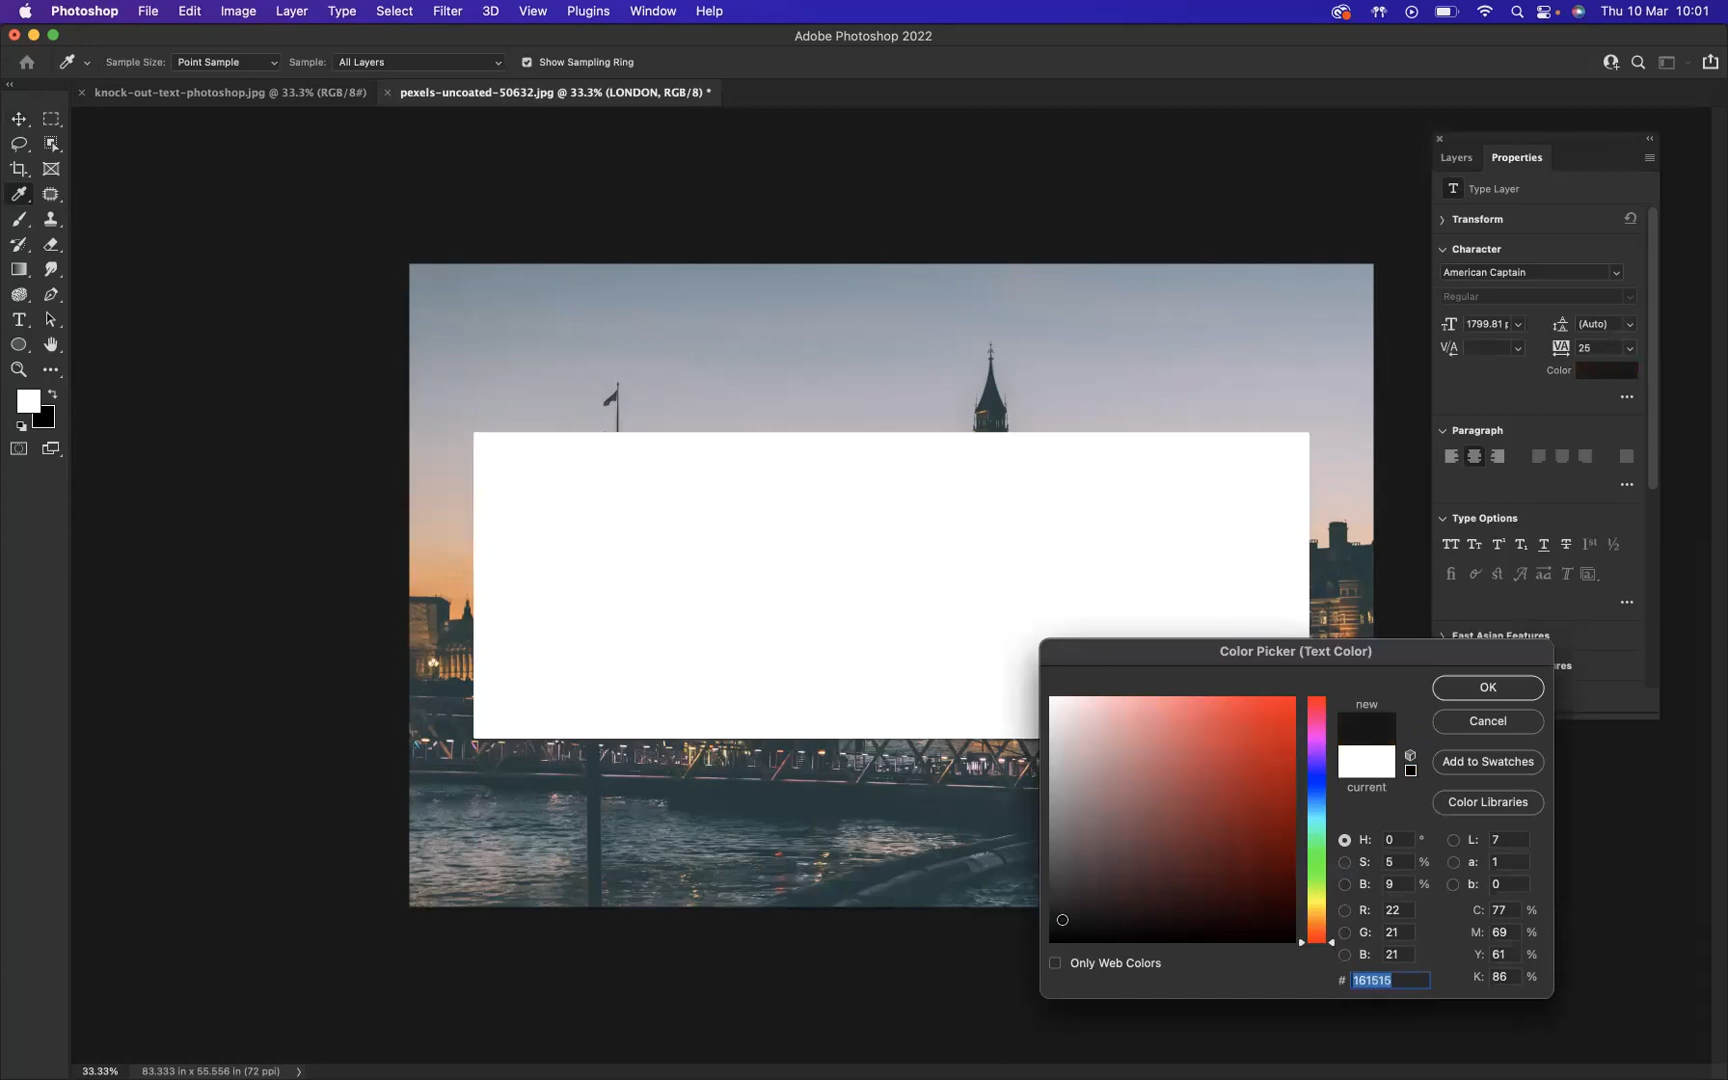 Photoshop File Edit Image Layer Type Select Filter 3D View Plugins Window Help Thu 10 Mar 10:01
Adobe Photoshop 2022
Sample Size: Point Sample Sample: All Layers Show Sampling Ring
knock-out-text-photoshop.jpg @ 33.3% (RGB/8#) pexels-uncoated-50632.jpg @ 33.3% (LONDON, RGB/8) *
Layers Properties
T Type Layer
Transform
Character
American Captain
Regular
1799.81 p (Auto)
25
Color
Paragraph
Type Options
East Asian Features
Color Picker (Text Color)
new
OK
Cancel
Add to Swatches
current
Color Libraries
H: 0 ° L: 7
S: 5 % a: 1
B: 9 % b: 0
R: 22 C: 77 %
G: 21 M: 69 %
B: 21 Y: 61 %
Only Web Colors
# 161515 K: 86 %
33.33% 83.333 in x 55.556 in (72 ppi)